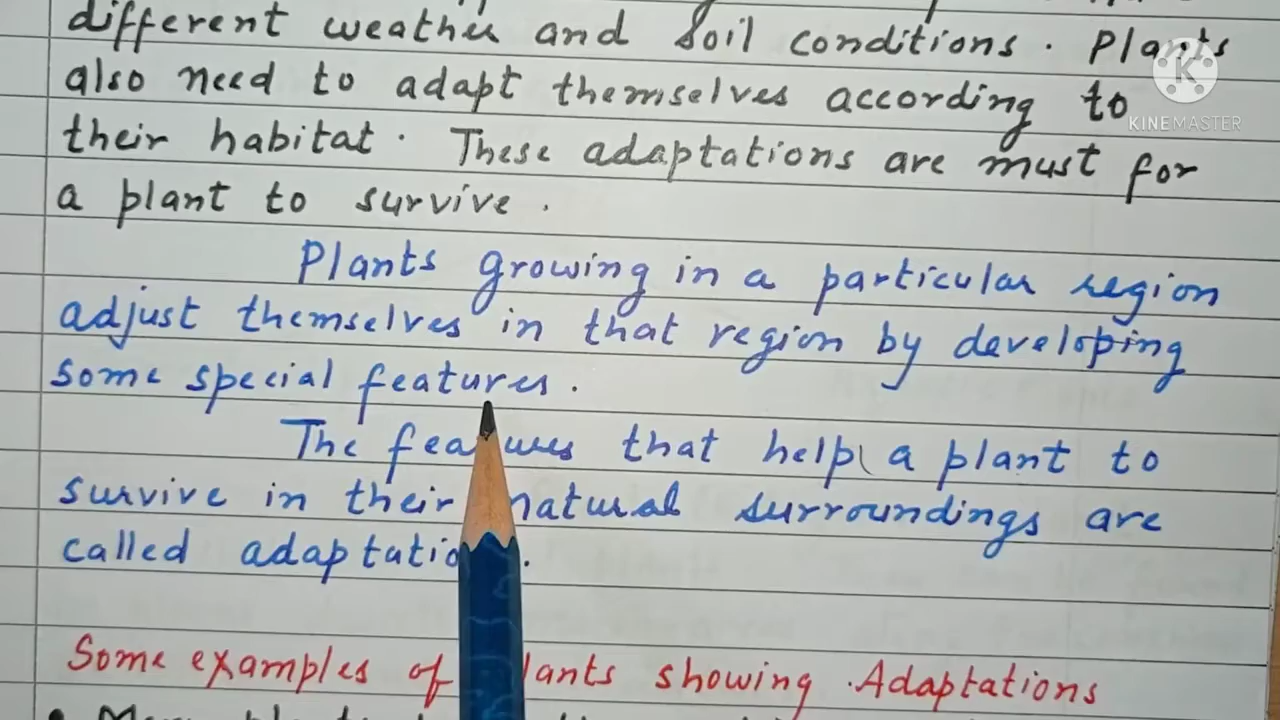 different weather and soil conditions. Plants
also need to adapt themselves according to
their habitat. These adaptations are must for
a plant to survive.
Plants growing in a particular region
adjust themselves in that region by developing
some special features.
The features that help a plant to
survive in their natural surroundings are
called adaptation.
Some examples of plants showing Adaptations
KINEMASTER